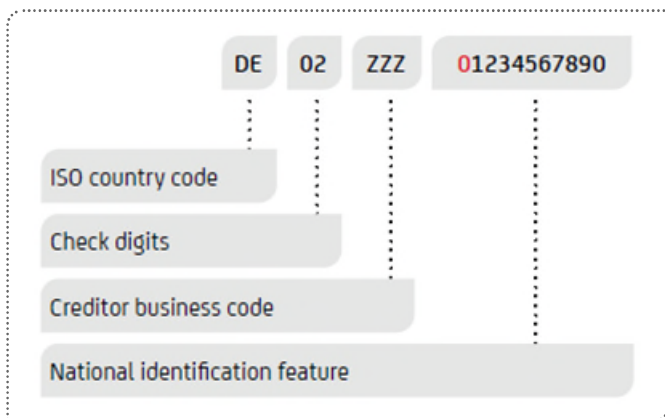 DE 02 ZZZ 01234567890
ISO country code
Check digits
Creditor business code
National identification feature